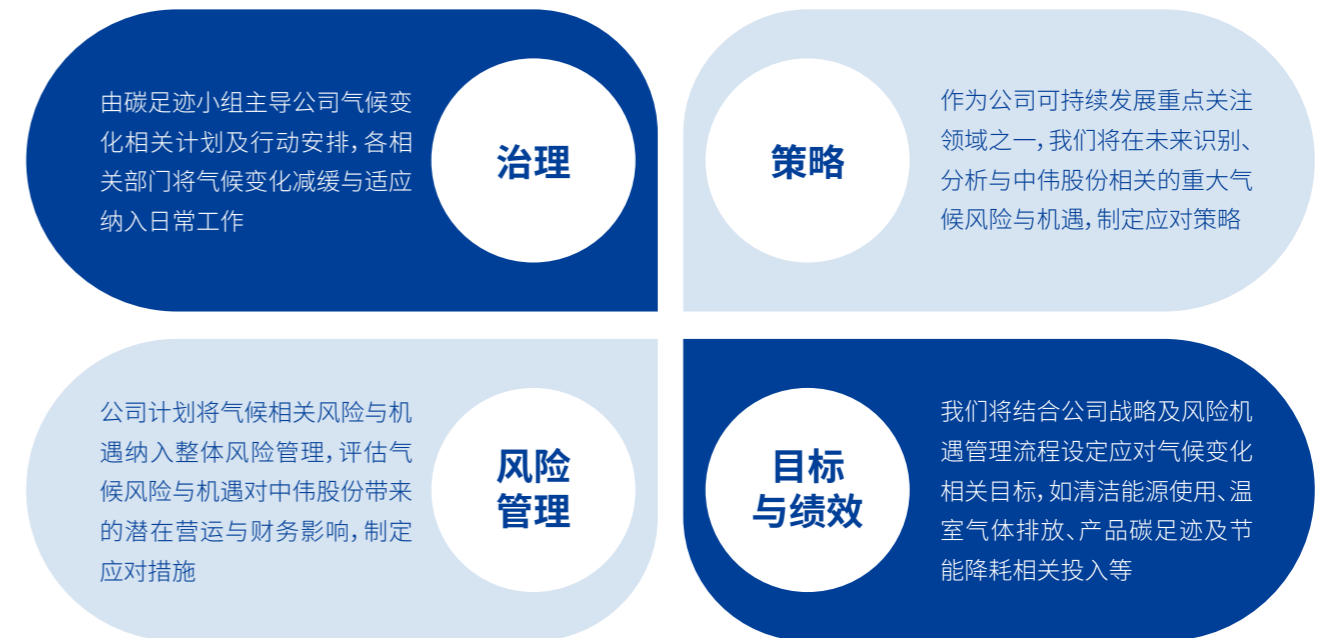 由碳足迹小组主导公司气候变
化相关计划及行动安排，各相
关部门将气候变化减缓与适应
纳入日常工作
治理
策略
作为公司可持续发展重点关注
领域之一，我们将在未来识别、
分析与中伟股份相关的重大气
候风险与机遇，制定应对策略
公司计划将气候相关风险与机
遇纳入整体风险管理，评估气
候风险与机遇对中伟股份带来
的潜在营运与财务影响，制定
应对措施
风险
管理
目标
与绩效
我们将结合公司战略及风险机
遇管理流程设定应对气候变化
相关目标，如清洁能源使用、温
室气体排放、产品碳足迹及节
能降耗相关投入等